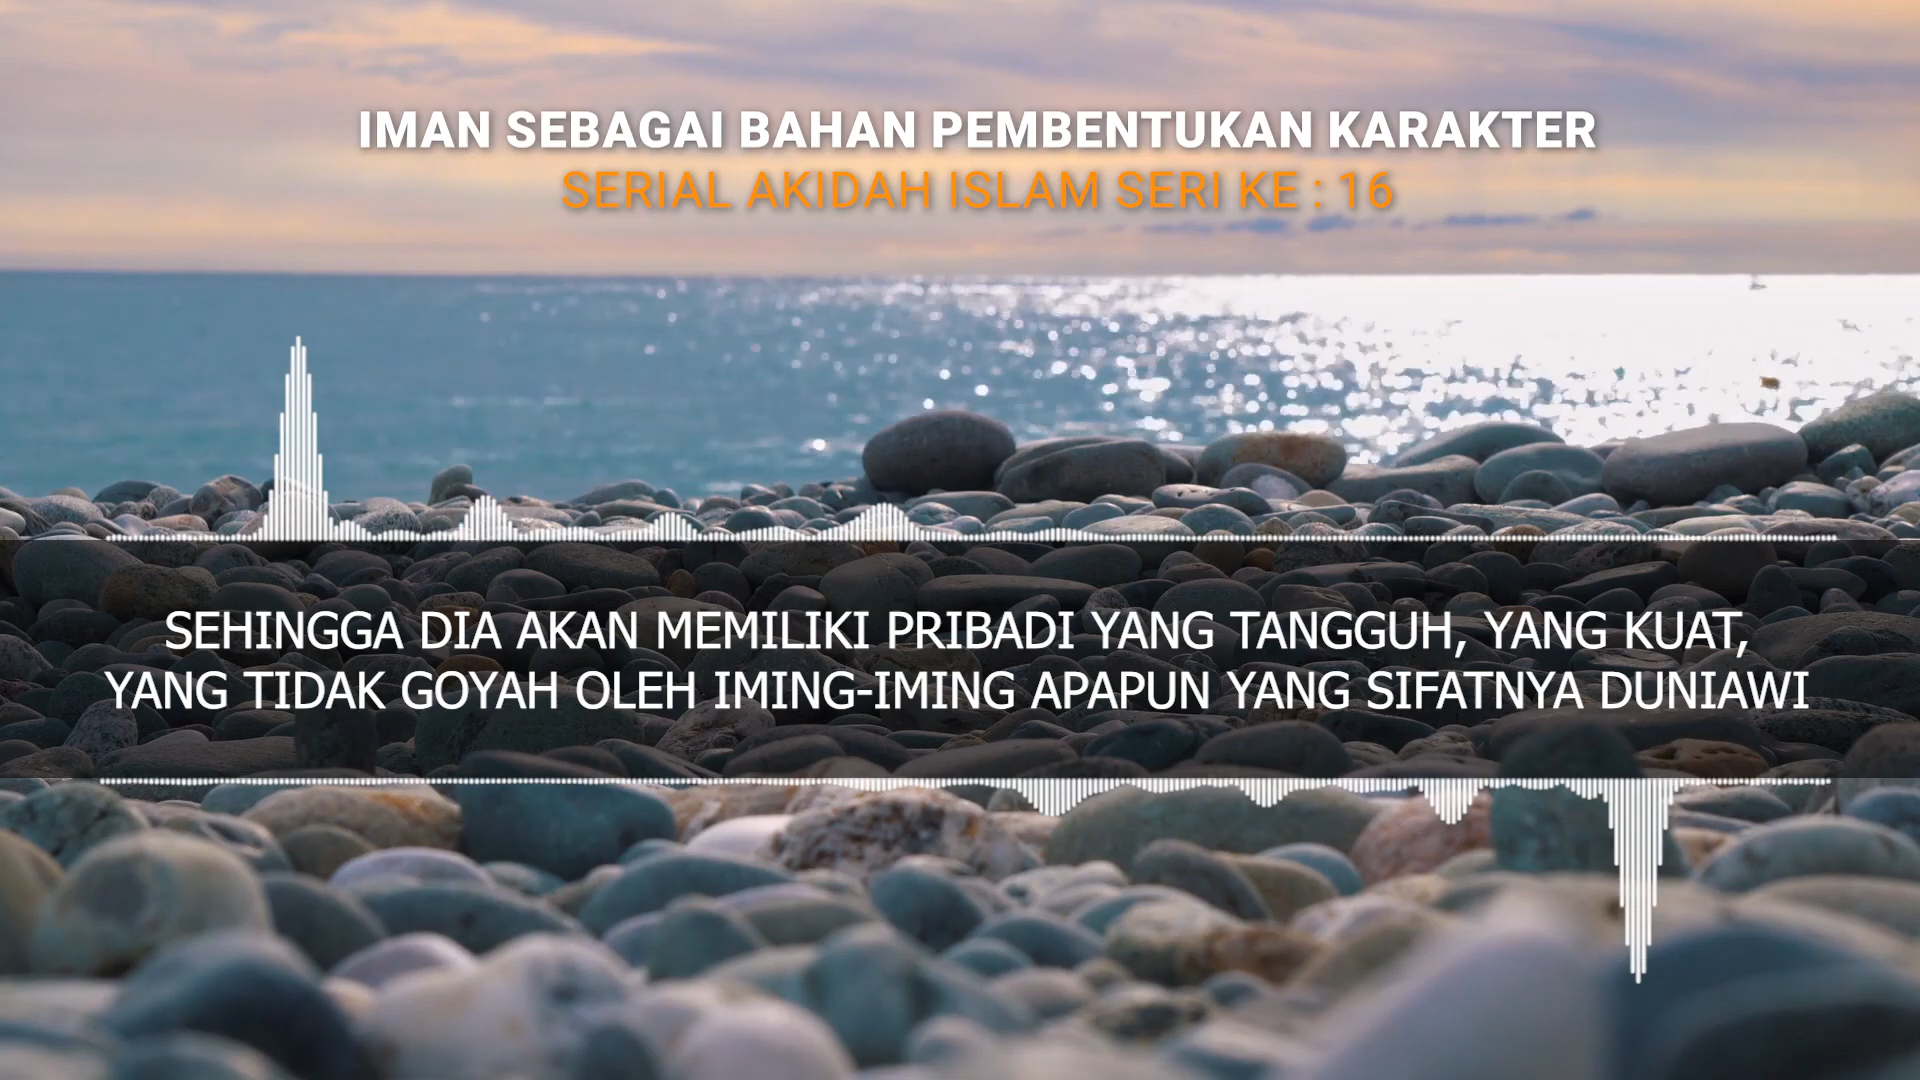 IMAN SEBAGAI BAHAN PEMBENTUKAN KARAKTER
SERIAL AKIDAH ISLAM SERI KE : 16
SEHINGGA DIA AKAN MEMILIKI PRIBADI YANG TANGGUH, YANG KUAT,
YANG TIDAK GOYAH OLEH IMING-IMING APAPUN YANG SIFATNYA DUNIAWI